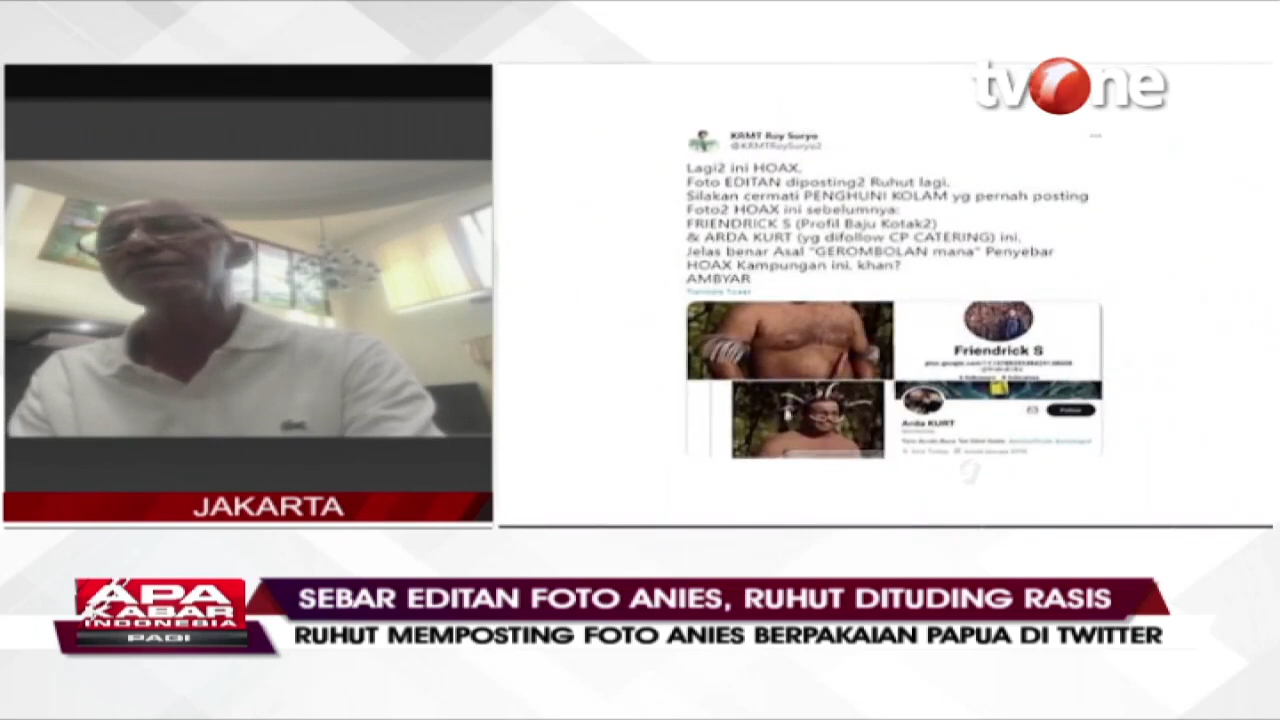 tvOne
KRMT Roy Suryo
@KRMTRoySuryo2
Lagi2 ini HOAX,
Foto EDITAN diposting2 Ruhut lagi.
Silakan cermati PENGHUNI KOLAM yg pernah posting
Foto2 HOAX ini sebelumnya:
FRIENDRICK S (Profil Baju Kotak2)
& ARDA KURT (yg difollow CP CATERING) ini.
Jelas benar Asal "GEROMBOLAN mana" Penyebar
HOAX Kampungan ini, khan?
AMBYAR
Friendrick S
Follow
Arda KURT
JAKARTA
APA
KABAR
INDONESIA
PAGI
SEBAR EDITAN FOTO ANIES, RUHUT DITUDING RASIS
RUHUT MEMPOSTING FOTO ANIES BERPAKAIAN PAPUA DI TWITTER